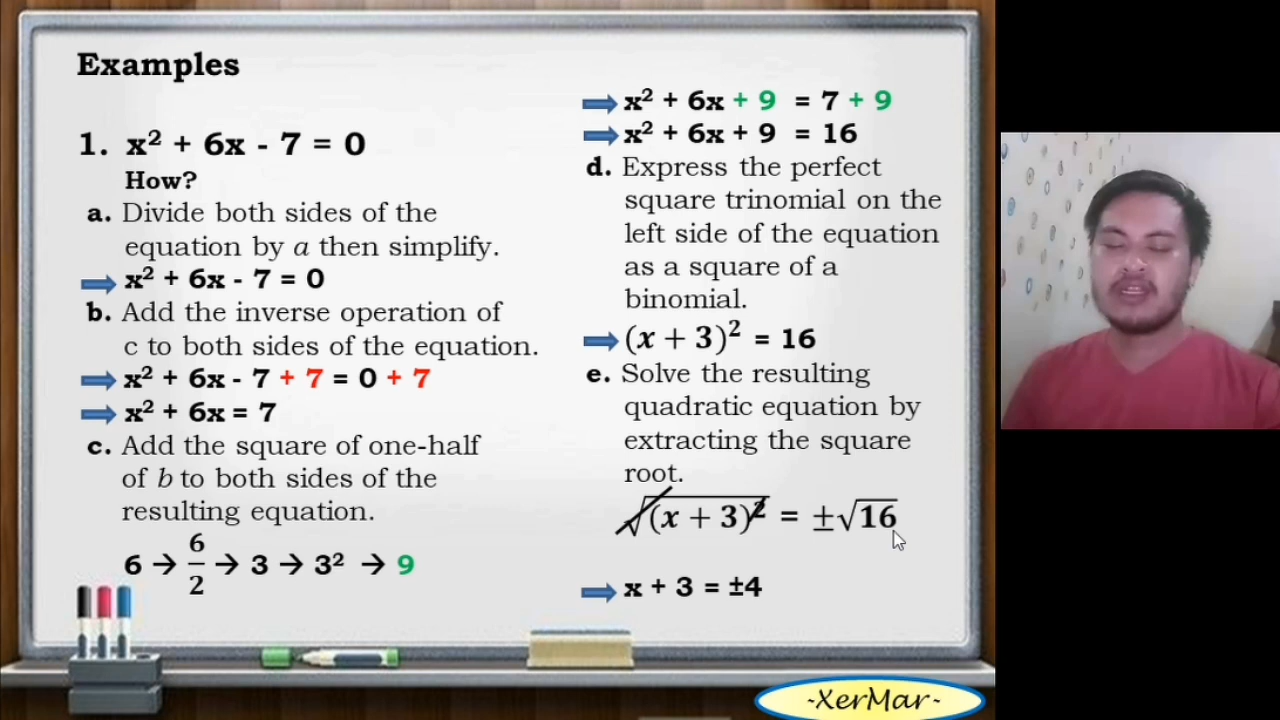 Examples
1. x² + 6x - 7 = 0
How?
a. Divide both sides of the
equation by a then simplify.
x² + 6x - 7 = 0
b. Add the inverse operation of
c to both sides of the equation.
x² + 6x - 7 + 7 = 0 + 7
x² + 6x = 7
c. Add the square of one-half
of b to both sides of the
resulting equation.
6 → 6/2 → 3 → 3² → 9
x² + 6x + 9 = 7 + 9
x² + 6x + 9 = 16
d. Express the perfect
square trinomial on the
left side of the equation
as a square of a
binomial.
(x + 3)² = 16
e. Solve the resulting
quadratic equation by
extracting the square
root.
√(x + 3)² = ±√16
x + 3 = ±4
-XerMar-